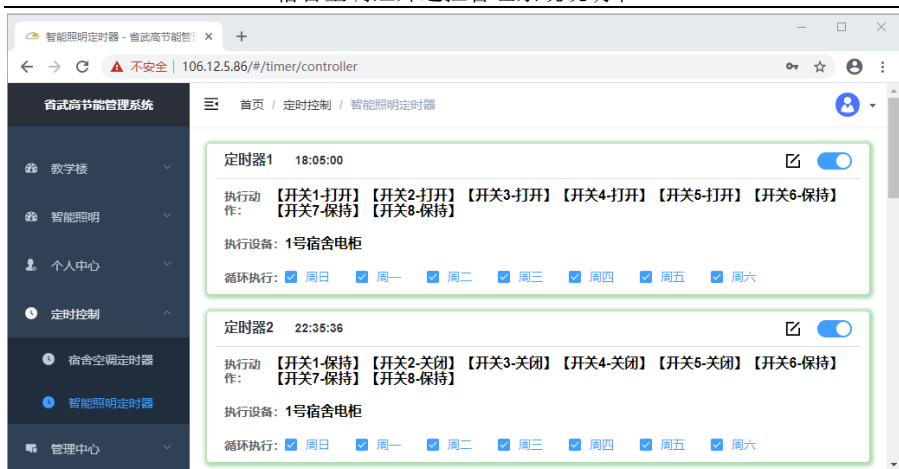 智能照明定时器 - 省武高节能管
不安全 | 106.12.5.86/#/timer/controller
省武高节能管理系统
首页 / 定时控制 / 智能照明定时器
教学楼
智能照明
个人中心
定时控制
宿舍空调定时器
智能照明定时器
管理中心
定时器1 18:05:00
执行动作: 【开关1-打开】【开关2-打开】【开关3-打开】【开关4-打开】【开关5-打开】【开关6-保持】
【开关7-保持】【开关8-保持】
执行设备: 1号宿舍电柜
循环执行: 周日 周一 周二 周三 周四 周五 周六
定时器2 22:35:36
执行动作: 【开关1-保持】【开关2-关闭】【开关3-关闭】【开关4-关闭】【开关5-关闭】【开关6-保持】
【开关7-保持】【开关8-保持】
执行设备: 1号宿舍电柜
循环执行: 周日 周一 周二 周三 周四 周五 周六